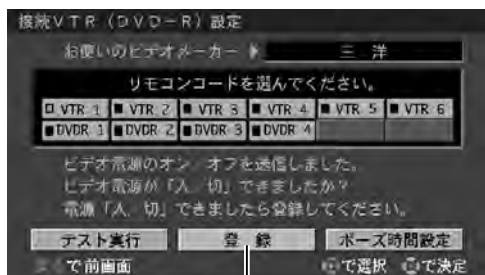 接続VTR(DVD-R)設定
お使いのビデオメーカー 三 洋
リモコンコードを選んでください。
VTR 1 VTR 2 VTR 3 VTR 4 VTR 5 VTR 6
DVDR 1 DVDR 2 DVDR 3 DVDR 4
ビデオ電源のオン オフを送信しました。
ビデオ電源が「入 切」できましたか?
電源「入 切」できましたら登録してください。
テスト実行 登 録 ポーズ時間設定
で前画面 で選択 で決定